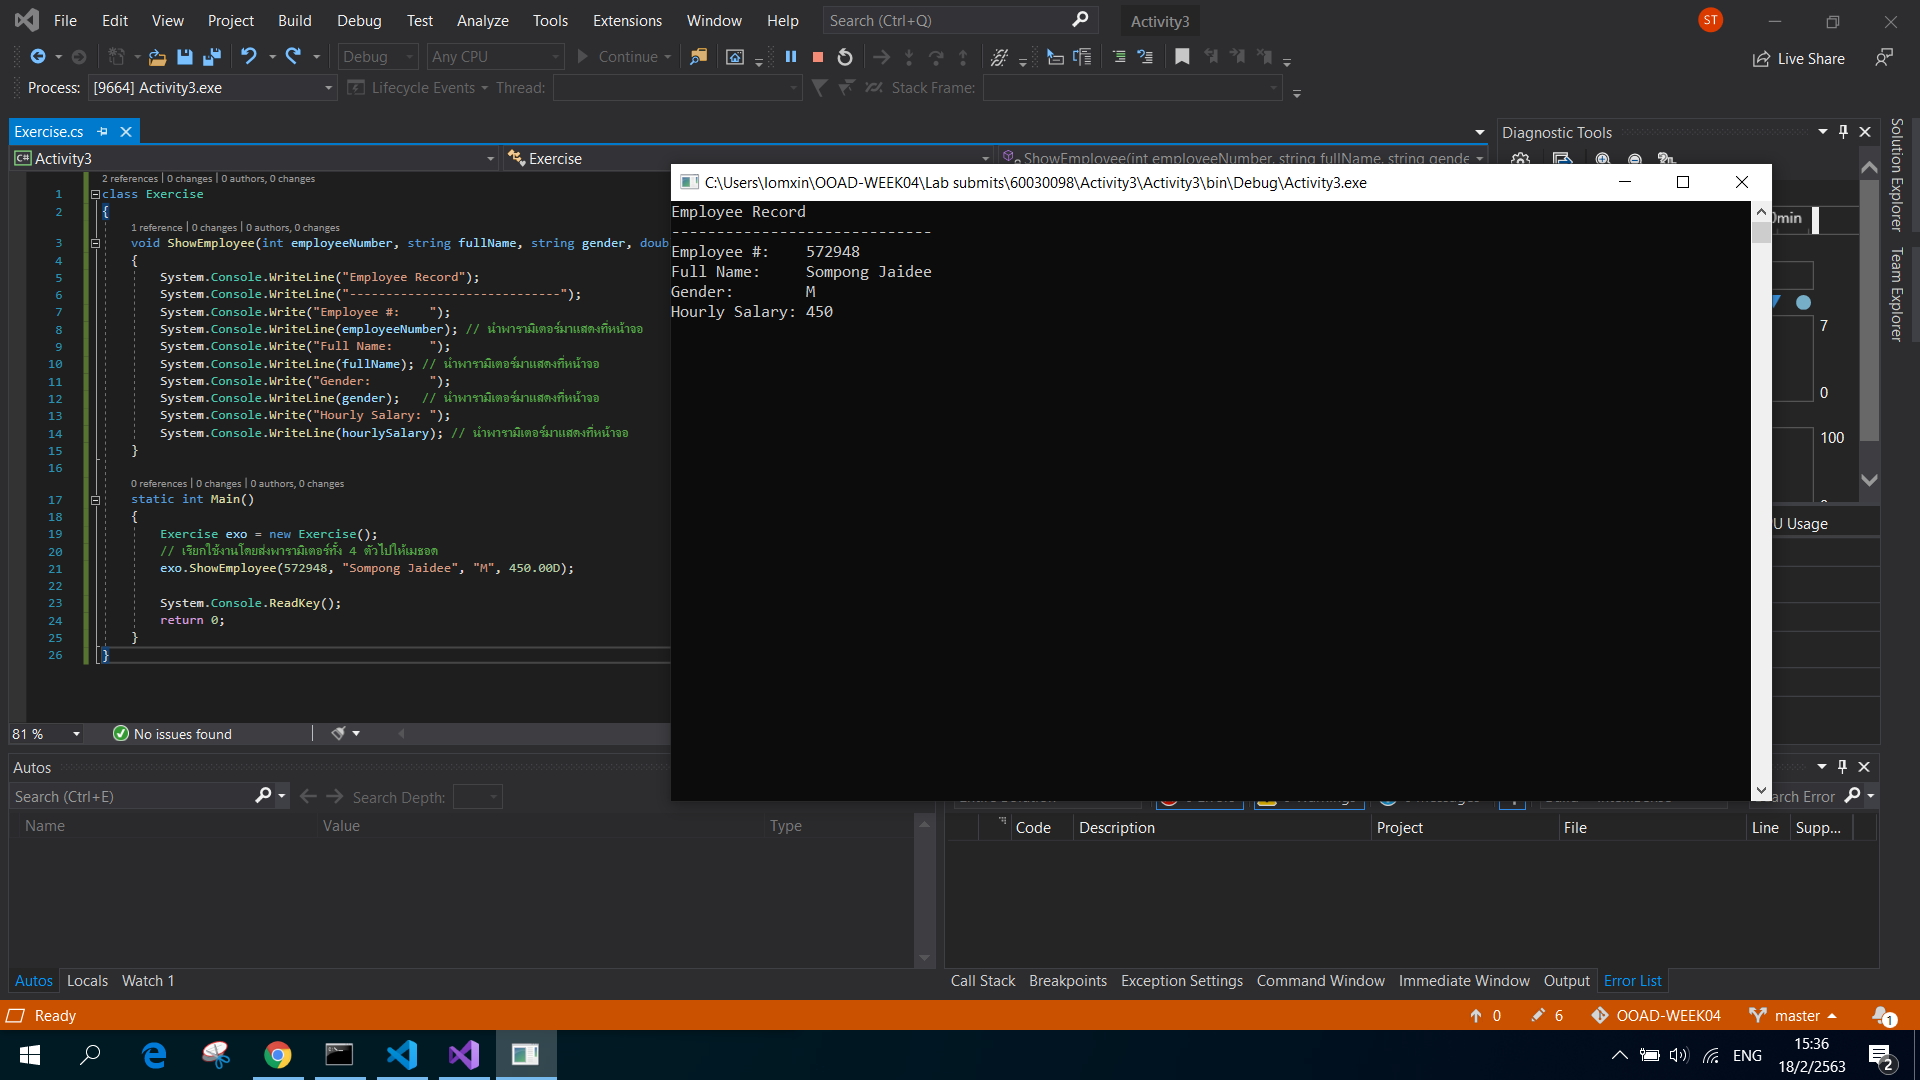 File Edit View Project Build Debug Test Analyze Tools Extensions Window Help Search (Ctrl+Q) Activity3 ST
Debug Any CPU Continue Live Share
Process: [9664] Activity3.exe Lifecycle Events Thread: Stack Frame:
Exercise.cs
C# Activity3 Exercise ShowEmployee(int employeeNumber, string fullName, string gende
2 references | 0 changes | 0 authors, 0 changes
1 class Exercise
2 {
1 reference | 0 changes | 0 authors, 0 changes
3 void ShowEmployee(int employeeNumber, string fullName, string gender, doub
4 {
5 System.Console.WriteLine("Employee Record");
6 System.Console.WriteLine("-----------------------------");
7 System.Console.Write("Employee #:    ");
8 System.Console.WriteLine(employeeNumber); // นำพารามิเตอร์มาแสดงที่หน้าจอ
9 System.Console.Write("Full Name:     ");
10 System.Console.WriteLine(fullName); // นำพารามิเตอร์มาแสดงที่หน้าจอ
11 System.Console.Write("Gender:        ");
12 System.Console.WriteLine(gender);   // นำพารามิเตอร์มาแสดงที่หน้าจอ
13 System.Console.Write("Hourly Salary: ");
14 System.Console.WriteLine(hourlySalary); // นำพารามิเตอร์มาแสดงที่หน้าจอ
15 }
16
0 references | 0 changes | 0 authors, 0 changes
17 static int Main()
18 {
19 Exercise exo = new Exercise();
20 // เรียกใช้งานโดยส่งพารามิเตอร์ทั้ง 4 ตัวไปให้เมธอด
21 exo.ShowEmployee(572948, "Sompong Jaidee", "M", 450.00D);
22
23 System.Console.ReadKey();
24 return 0;
25 }
26 }
81 % No issues found
C:\Users\lomxin\OOAD-WEEK04\Lab submits\60030098\Activity3\Activity3\bin\Debug\Activity3.exe
Employee Record
-----------------------------
Employee #:    572948
Full Name:     Sompong Jaidee
Gender:        M
Hourly Salary: 450
Diagnostic Tools
7
0
100
Usage
Solution Explorer
Team Explorer
Autos
Search (Ctrl+E) Search Depth:
Name Value Type
Autos Locals Watch 1
Error
Code Description Project File Line Supp...
Call Stack Breakpoints Exception Settings Command Window Immediate Window Output Error List
Ready 0 6 OOAD-WEEK04 master 1
ENG 15:36 2
18/2/2563